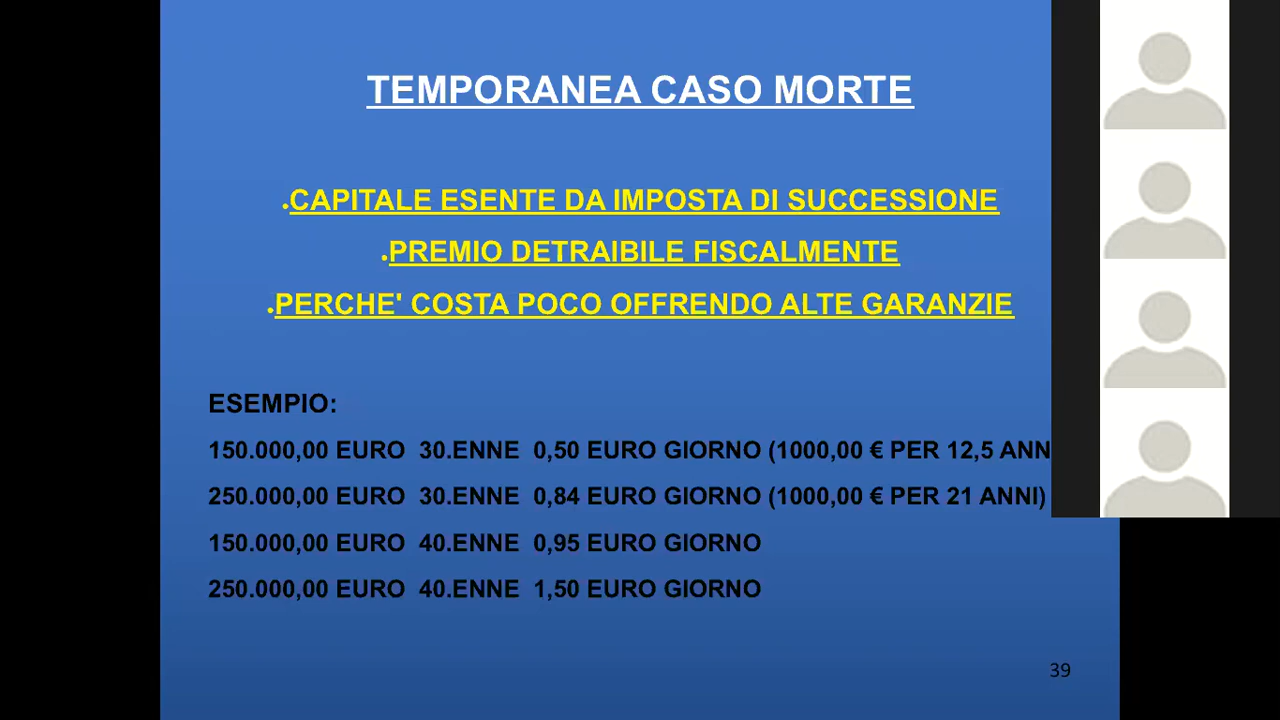 TEMPORANEA CASO MORTE
•CAPITALE ESENTE DA IMPOSTA DI SUCCESSIONE
•PREMIO DETRAIBILE FISCALMENTE
•PERCHE' COSTA POCO OFFRENDO ALTE GARANZIE
ESEMPIO:
150.000,00 EURO 30.ENNE 0,50 EURO GIORNO (1000,00 € PER 12,5 ANN
250.000,00 EURO 30.ENNE 0,84 EURO GIORNO (1000,00 € PER 21 ANNI)
150.000,00 EURO 40.ENNE 0,95 EURO GIORNO
250.000,00 EURO 40.ENNE 1,50 EURO GIORNO
39